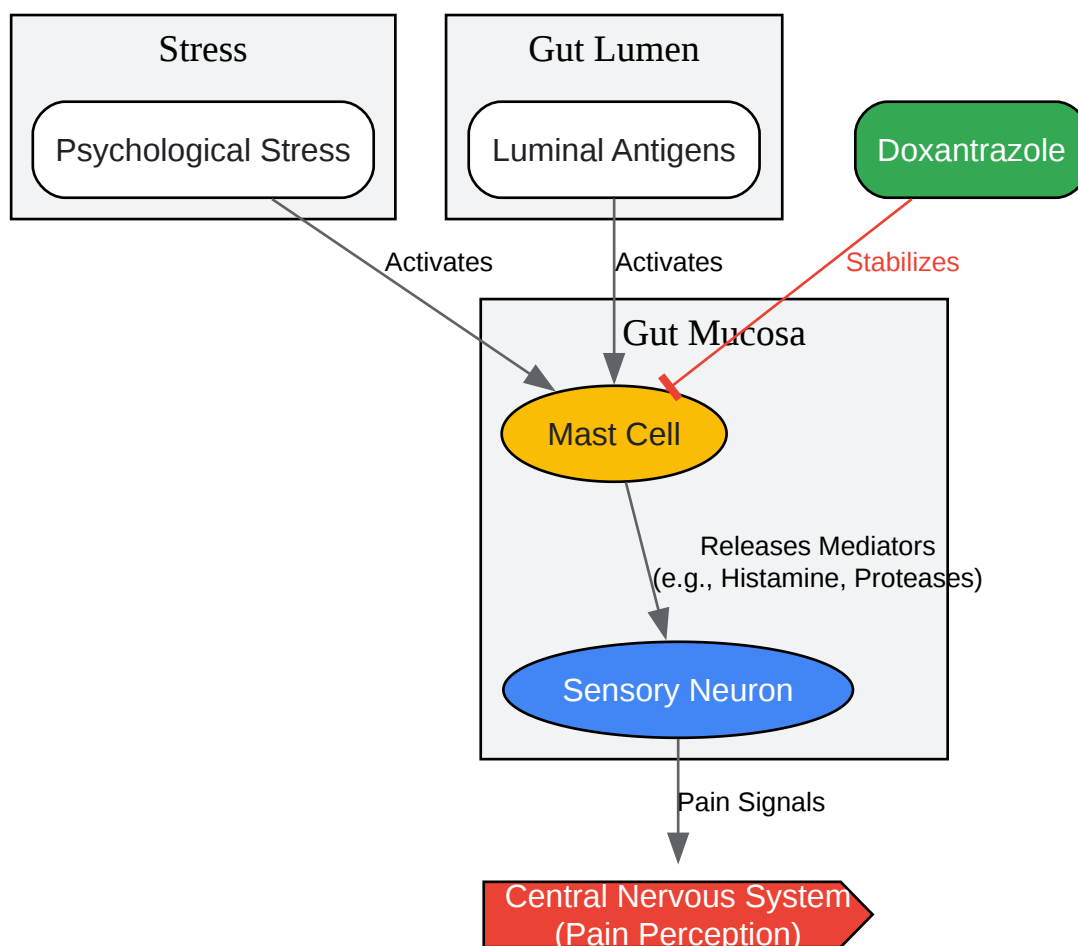 Stress
Gut Lumen
Psychological Stress
Luminal Antigens
Doxantrazole
Activates
Activates
Stabilizes
Gut Mucosa
Mast Cell
Releases Mediators
(e.g., Histamine, Proteases)
Sensory Neuron
Pain Signals
Central Nervous System
(Pain Perception)